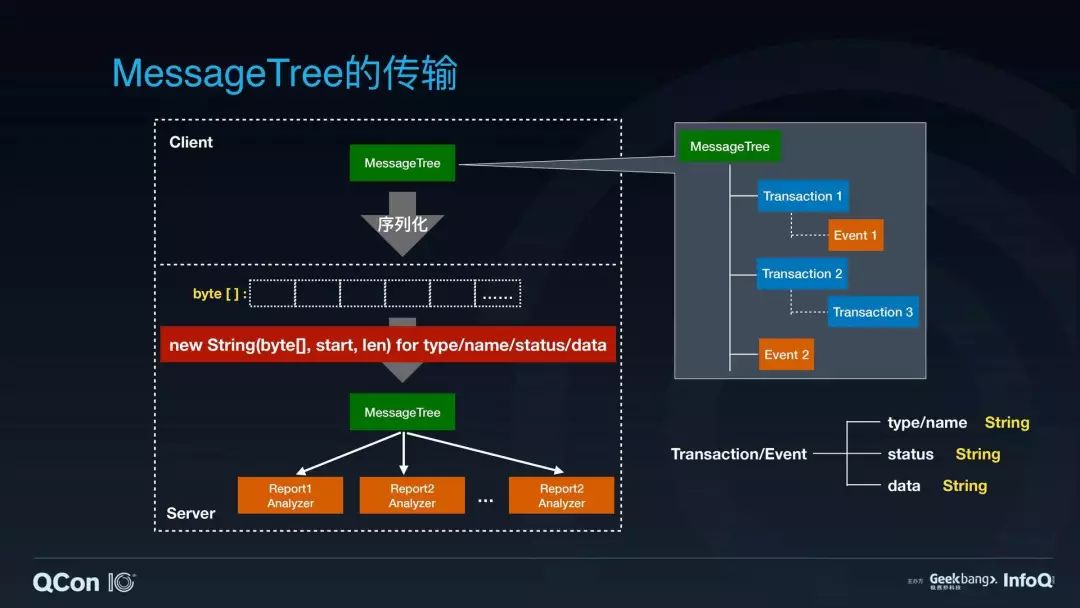 MessageTree的传输
Client
MessageTree
序列化
byte [ ] :
......
new String(byte[], start, len) for type/name/status/data
MessageTree
Report1
Analyzer
Report2
Analyzer
...
Report2
Analyzer
Server
MessageTree
Transaction 1
Event 1
Transaction 2
Transaction 3
Event 2
Transaction/Event
type/name String
status String
data String
QCon 10
主办方 Geekbang>. InfoQ
极客邦科技